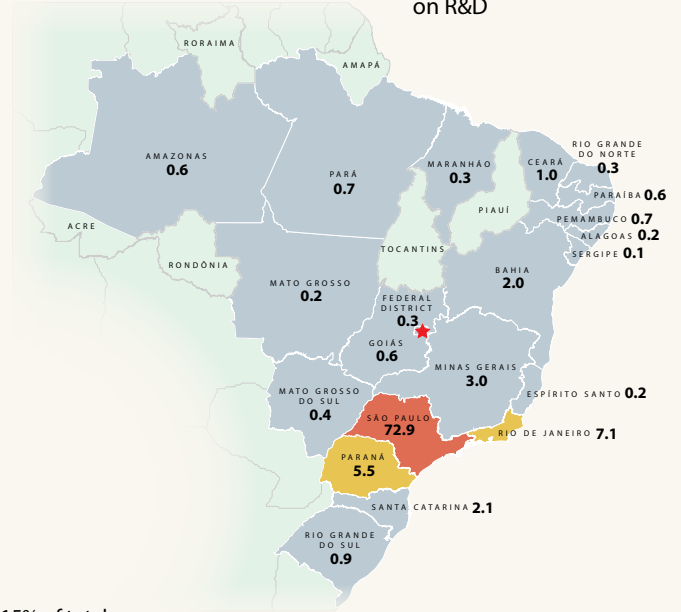 on R&D
RORAIMA
AMAPÁ
AMAZONAS
0.6
PARÁ
0.7
MARANHÁO
0.3
CEARÁ
1.0
RIO GRANDE
DO NORTE
0.3
PARAÍBA 0.6
PIAUÍ
PEMAMBUCO 0.7
ALAGOAS 0.2
SERGIPE 0.1
ACRE
RONDÔNIA
TOCANTINS
BAHIA
2.0
MATO GROSSO
0.2
FEDERAL
DISTRICT
0.3
GOIÁS
0.6
MINAS GERAIS
3.0
ESPÍRITO SANTO 0.2
MATO GROSSO
DO SUL
0.4
SÃO PAULO
72.9
RIO DE JANEIRO 7.1
PARANÁ
5.5
SANTA CATARINA 2.1
RIO GRANDE
DO SUL
0.9